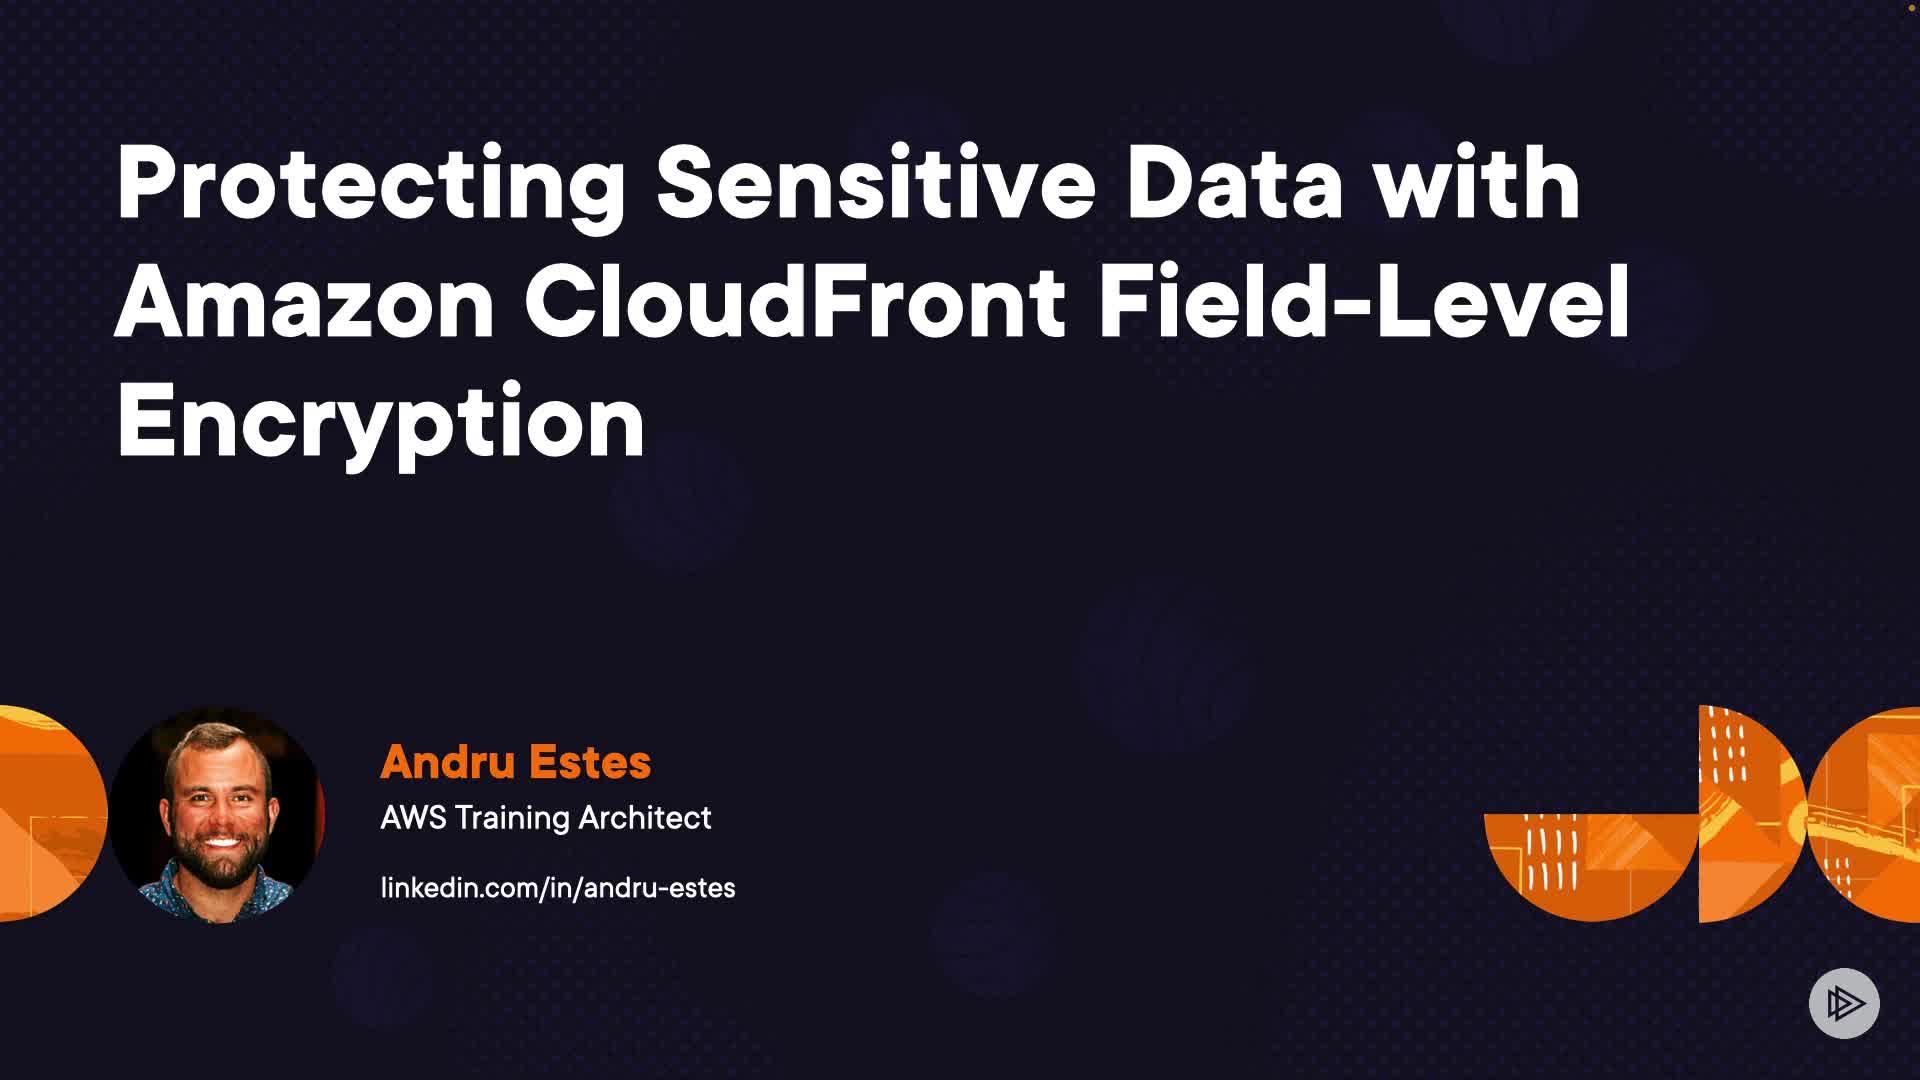 Protecting Sensitive Data with
Amazon CloudFront Field-Level
Encryption
Andru Estes
AWS Training Architect
linkedin.com/in/andru-estes